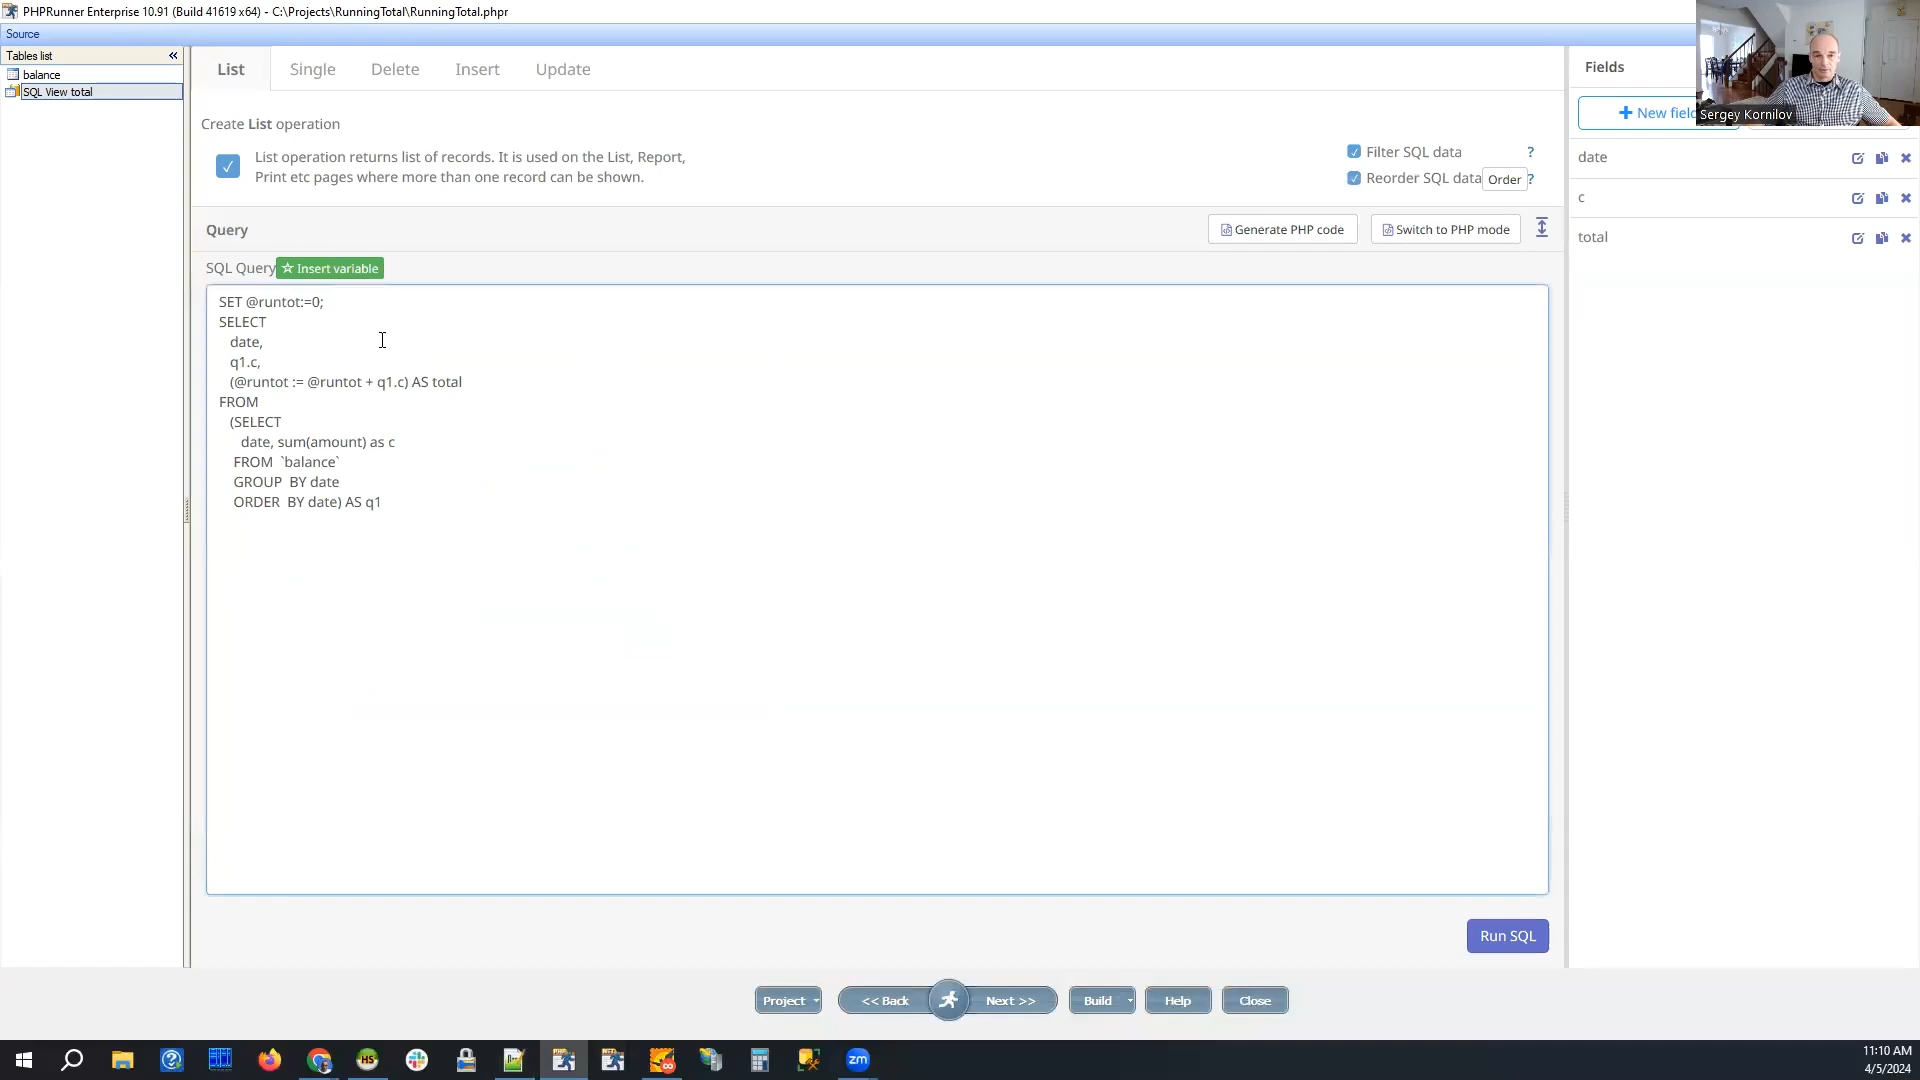 PHPRunner Enterprise 10.91 (Build 41619 x64) - C:\Projects\RunningTotal\RunningTotal.phpr
Source
Tables list
«
balance
SQL View total
List
Single
Delete
Insert
Update
Create List operation
List operation returns list of records. It is used on the List, Report,
Print etc pages where more than one record can be shown.
Filter SQL data
?
Reorder SQL data
Order
?
Query
Generate PHP code
Switch to PHP mode
SQL Query
Insert variable
SET @runtot:=0;
SELECT
date,
q1.c,
(@runtot := @runtot + q1.c) AS total
FROM
(SELECT
date, sum(amount) as c
FROM `balance`
GROUP BY date
ORDER BY date) AS q1
Run SQL
Fields
+ New field
Sergey Kornilov
date
c
total
Project
<< Back
Next >>
Build
Help
Close
HS
PHP
zm
11:10 AM
4/5/2024